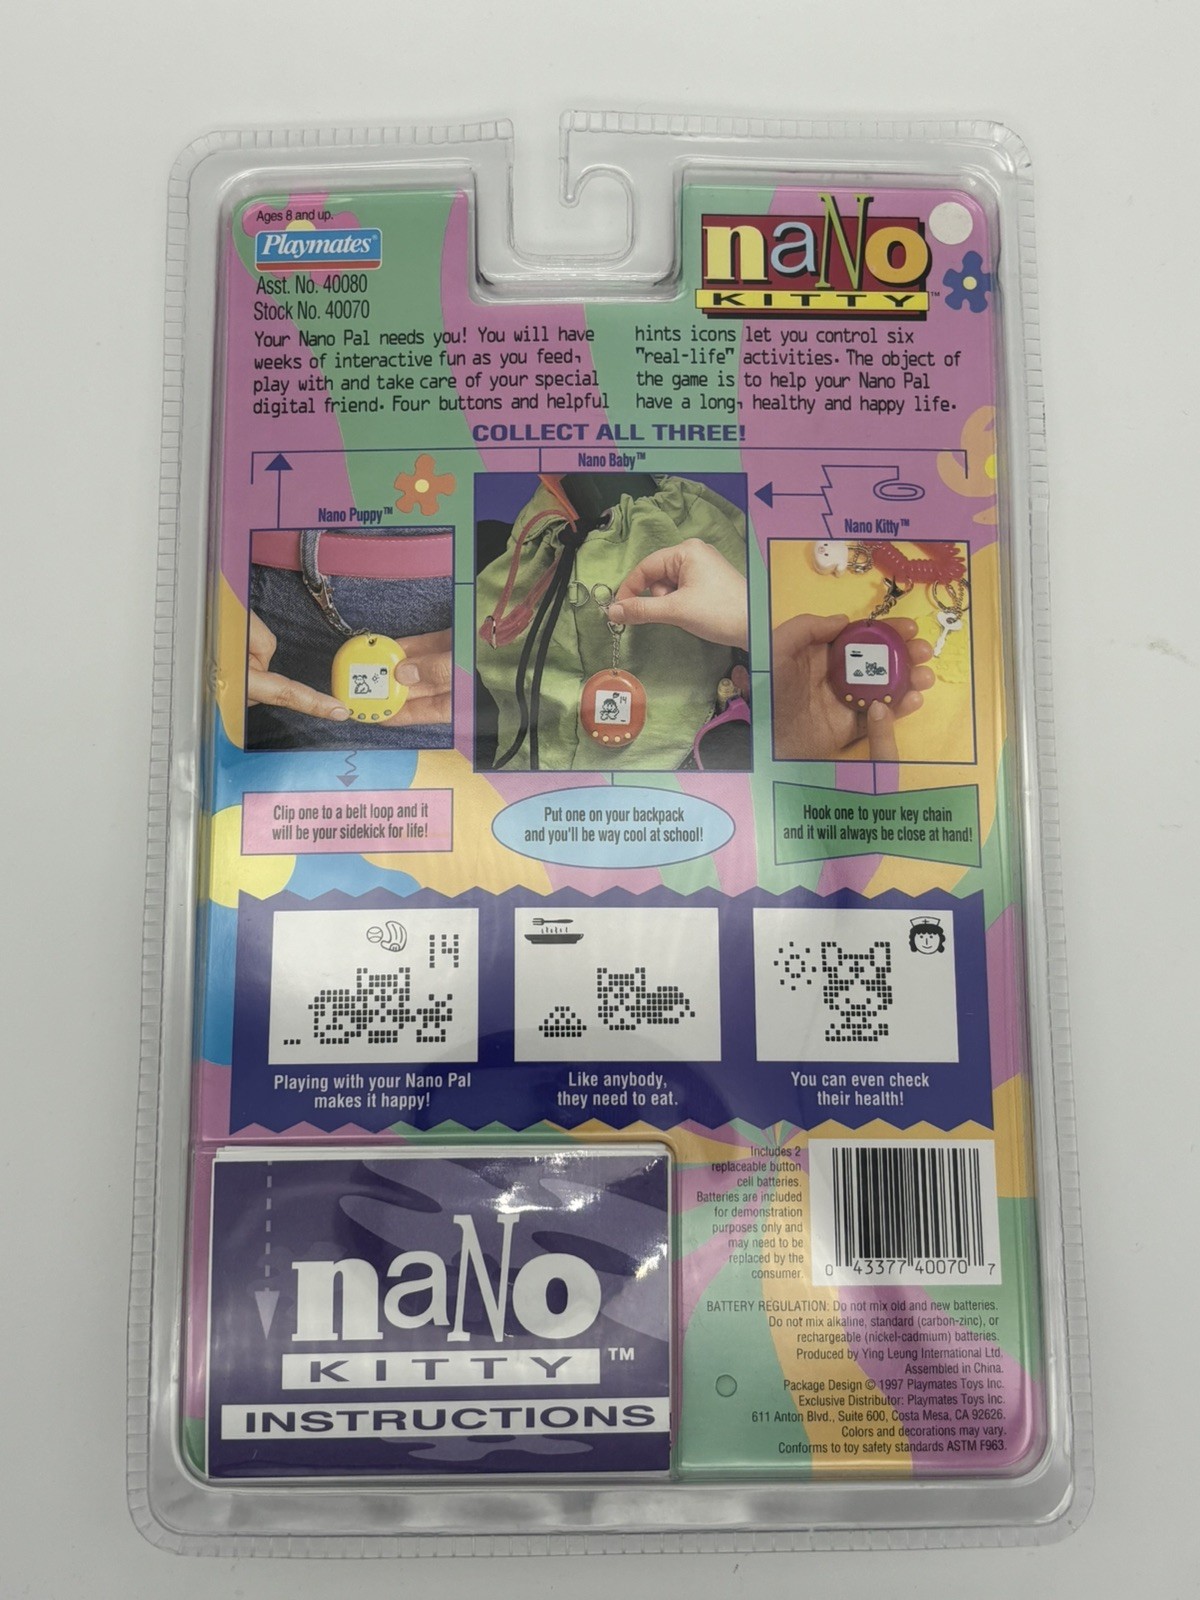 Ages 8 and up.
Playmates®
Asst. No. 40080
Stock No. 40070
naNo
KITTY™
Your Nano Pal needs you! You will have
weeks of interactive fun as you feed,
play with and take care of your special
digital friend. Four buttons and helpful
hints icons let you control six
"real-life" activities. The object of
the game is to help your Nano Pal
have a long, healthy and happy life.
COLLECT ALL THREE!
Nano Baby™
Nano Puppy™
Nano Kitty™
14
Clip one to a belt loop and it
will be your sidekick for life!
Put one on your backpack
and you'll be way cool at school!
Hook one to your key chain
and it will always be close at hand!
14
Playing with your Nano Pal
makes it happy!
Like anybody,
they need to eat.
You can even check
their health!
naNo
KITTY™
INSTRUCTIONS
Includes 2
replaceable button
cell batteries.
Batteries are included
for demonstration
purposes only and
may need to be
replaced by the
consumer.
0 43377 40070 7
BATTERY REGULATION: Do not mix old and new batteries.
Do not mix alkaline, standard (carbon-zinc), or
rechargeable (nickel-cadmium) batteries.
Produced by Ying Leung International Ltd.
Assembled in China.
Package Design © 1997 Playmates Toys Inc.
Exclusive Distributor: Playmates Toys Inc.
611 Anton Blvd., Suite 600, Costa Mesa, CA 92626.
Colors and decorations may vary.
Conforms to toy safety standards ASTM F963.